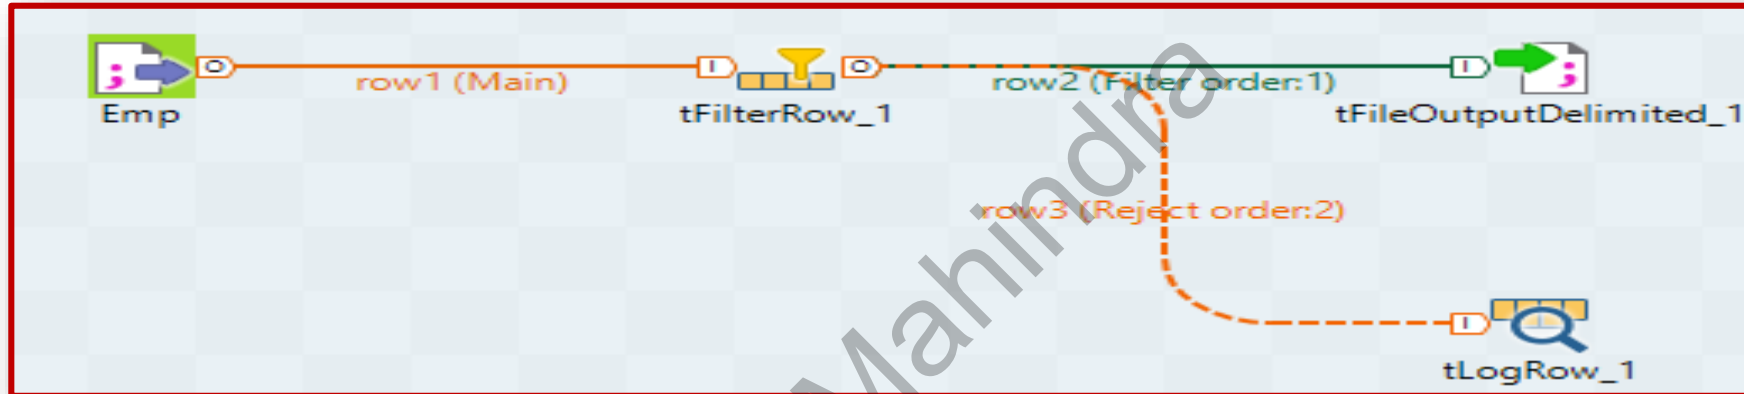 row1 (Main)
row2 (Filter order:1)
Emp
tFilterRow_1
tFileOutputDelimited_1
row3 (Reject order:2)
tLogRow_1
Mahindra